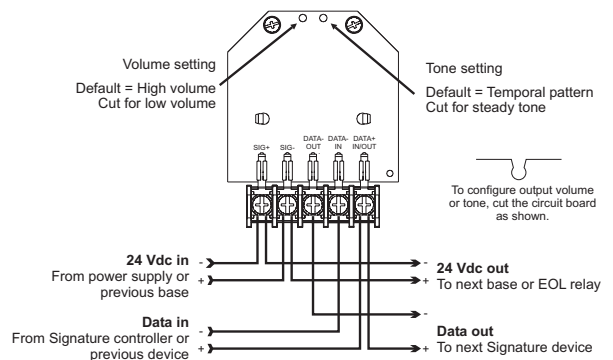 Volume setting
Default = High volume
Cut for low volume
Tone setting
Default = Temporal pattern
Cut for steady tone
SIG+
SIG-
DATA-
OUT
DATA-
IN
DATA+
IN/OUT
To configure output volume
or tone, cut the circuit board
as shown.
24 Vdc in
From power supply or
previous base
-
+
-
+
24 Vdc out
To next base or EOL relay
Data in
From Signature controller or
previous device
-
+
-
+
Data out
To next Signature device